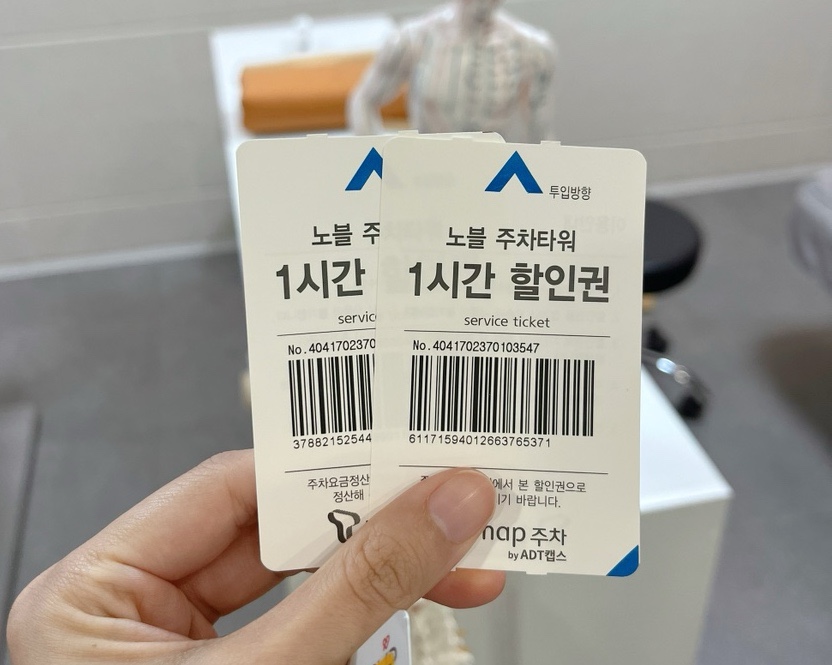 노블 주
1시간
servic
No.4041702370
37882152544
주차요금정산
정산해
투입방향
노블 주차타워
1시간 할인권
service ticket
No.4041702370103547
61171594012663765371
에서 본 할인권으로
기 바랍니다.
map 주차
by ADT캡스